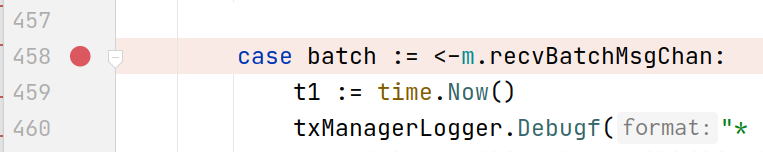 457
458 case batch := <-m.recvBatchMsgChan:
459 t1 := time.Now()
460 txManagerLogger.Debugf( format: "*